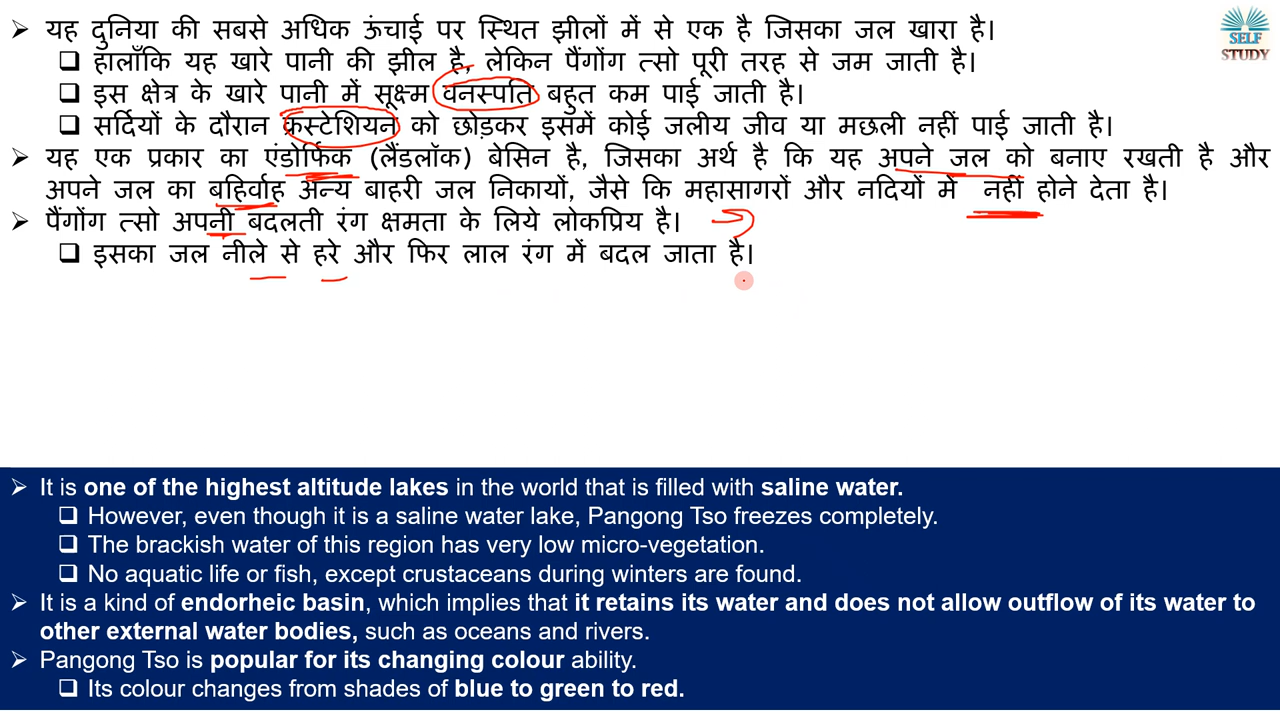 ➢ यह दुनिया की सबसे अधिक ऊंचाई पर स्थित झीलों में से एक है जिसका जल खारा है।
❑ हालाँकि यह खारे पानी की झील है, लेकिन पैंगोंग त्सो पूरी तरह से जम जाती है।
❑ इस क्षेत्र के खारे पानी में सूक्ष्म वनस्पति बहुत कम पाई जाती है।
❑ सर्दियों के दौरान क्रस्टेशियन को छोड़कर इसमें कोई जलीय जीव या मछली नहीं पाई जाती है।
➢ यह एक प्रकार का एंडोर्फिक (लैंडलॉक) बेसिन है, जिसका अर्थ है कि यह अपने जल को बनाए रखती है और
अपने जल का बहिर्वाह अन्य बाहरी जल निकायों, जैसे कि महासागरों और नदियों में नहीं होने देता है।
➢ पैंगोंग त्सो अपनी बदलती रंग क्षमता के लिये लोकप्रिय है।
❑ इसका जल नीले से हरे और फिर लाल रंग में बदल जाता है।
SELF
STUDY
➢ It is one of the highest altitude lakes in the world that is filled with saline water.
❑ However, even though it is a saline water lake, Pangong Tso freezes completely.
❑ The brackish water of this region has very low micro-vegetation.
❑ No aquatic life or fish, except crustaceans during winters are found.
➢ It is a kind of endorheic basin, which implies that it retains its water and does not allow outflow of its water to
other external water bodies, such as oceans and rivers.
➢ Pangong Tso is popular for its changing colour ability.
❑ Its colour changes from shades of blue to green to red.